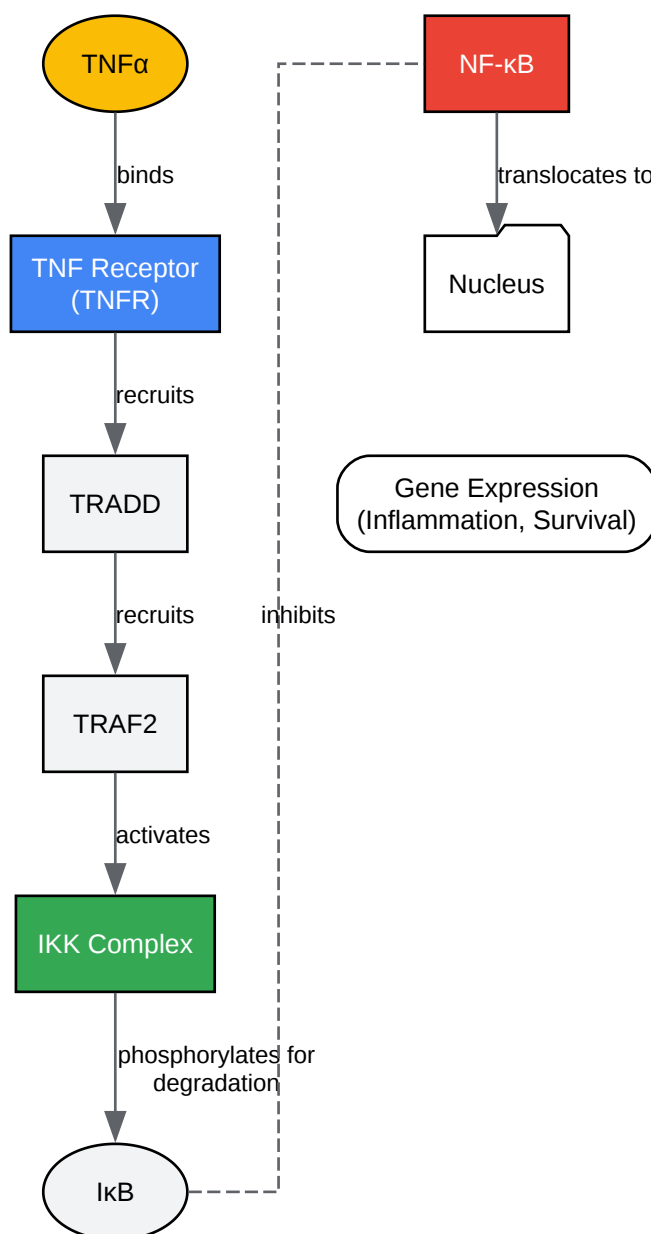 TNFα
NF-κB
binds
translocates to
TNF Receptor
(TNFR)
Nucleus
recruits
TRADD
Gene Expression
(Inflammation, Survival)
recruits
inhibits
TRAF2
activates
IKK Complex
phosphorylates for
degradation
IκB